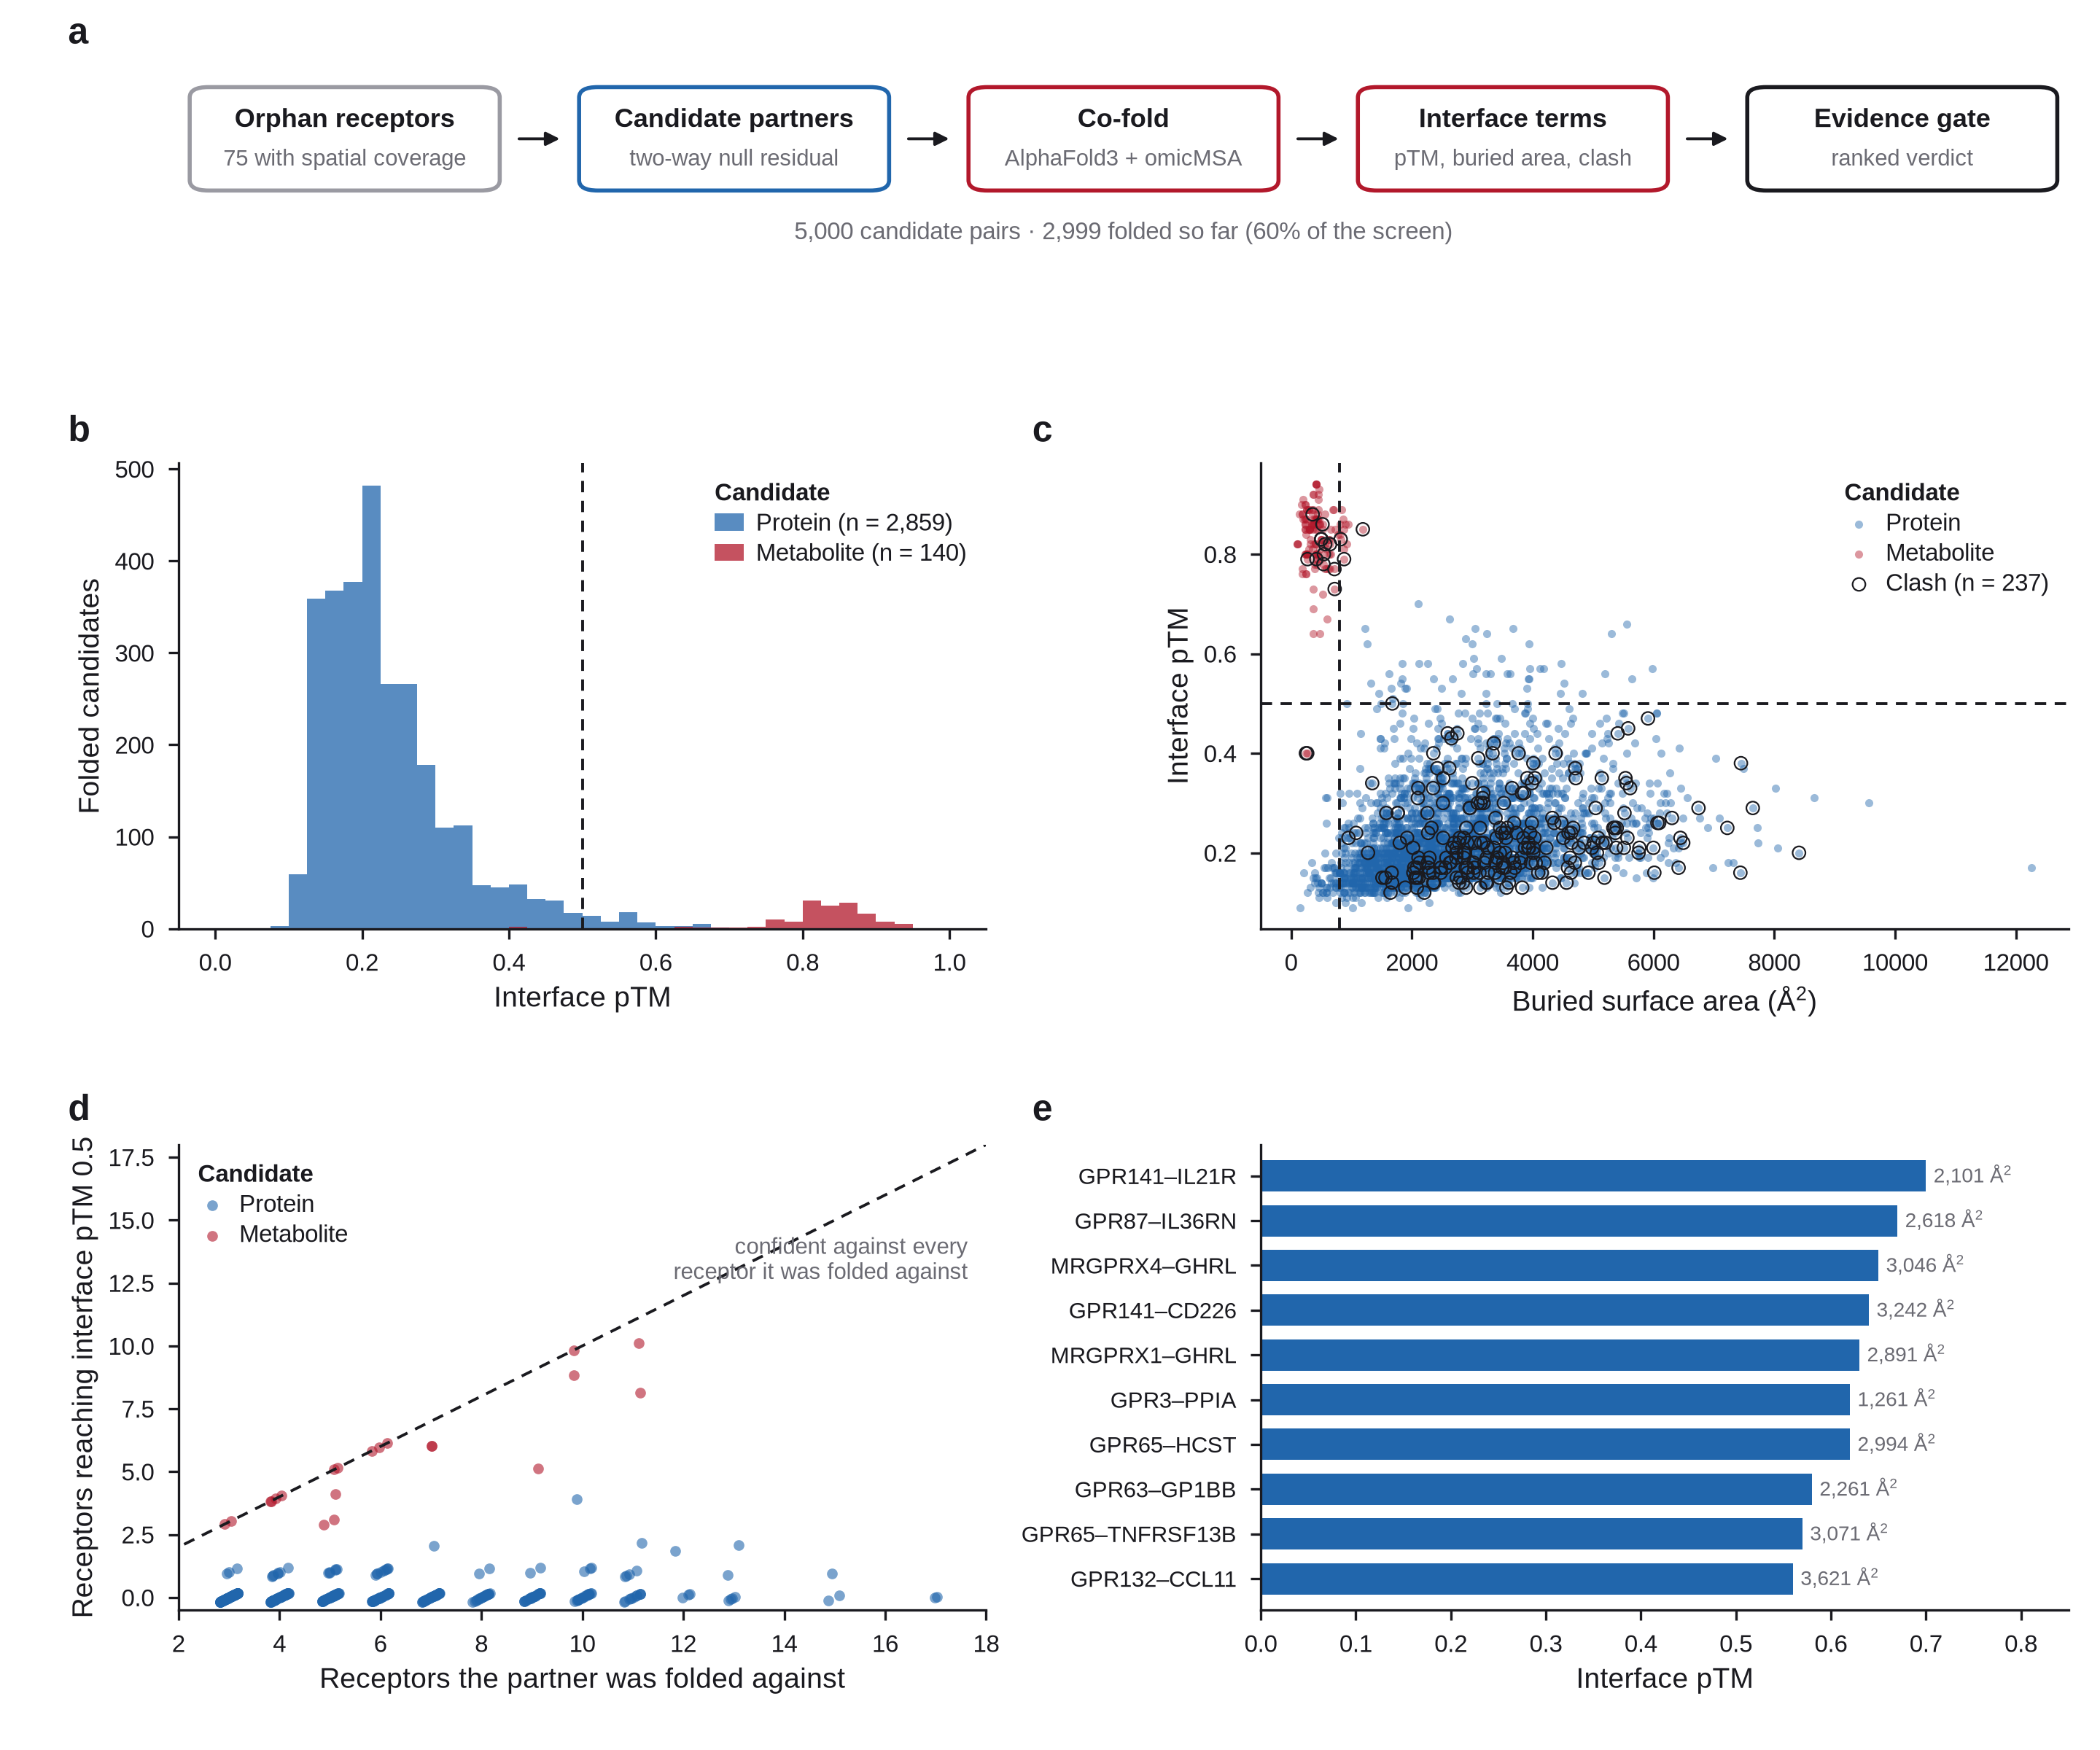 a
Orphan receptors
75 with spatial coverage
Candidate partners
two-way null residual
Co-fold
AlphaFold3 + omicMSA
Interface terms
pTM, buried area, clash
Evidence gate
ranked verdict
5,000 candidate pairs · 2,999 folded so far (60% of the screen)
b
Folded candidates
500
400
300
200
100
0
0.0 0.2 0.4 0.6 0.8 1.0
Interface pTM
Candidate
Protein (n = 2,859)
Metabolite (n = 140)
c
Interface pTM
0.8
0.6
0.4
0.2
0 2000 4000 6000 8000 10000 12000
Buried surface area (Å²)
Candidate
Protein
Metabolite
Clash (n = 237)
d
Receptors reaching interface pTM 0.5
17.5
15.0
12.5
10.0
7.5
5.0
2.5
0.0
2 4 6 8 10 12 14 16 18
Receptors the partner was folded against
Candidate
Protein
Metabolite
confident against every
receptor it was folded against
e
GPR141–IL21R 2,101 Å²
GPR87–IL36RN 2,618 Å²
MRGPRX4–GHRL 3,046 Å²
GPR141–CD226 3,242 Å²
MRGPRX1–GHRL 2,891 Å²
GPR3–PPIA 1,261 Å²
GPR65–HCST 2,994 Å²
GPR63–GP1BB 2,261 Å²
GPR65–TNFRSF13B 3,071 Å²
GPR132–CCL11 3,621 Å²
0.0 0.1 0.2 0.3 0.4 0.5 0.6 0.7 0.8
Interface pTM